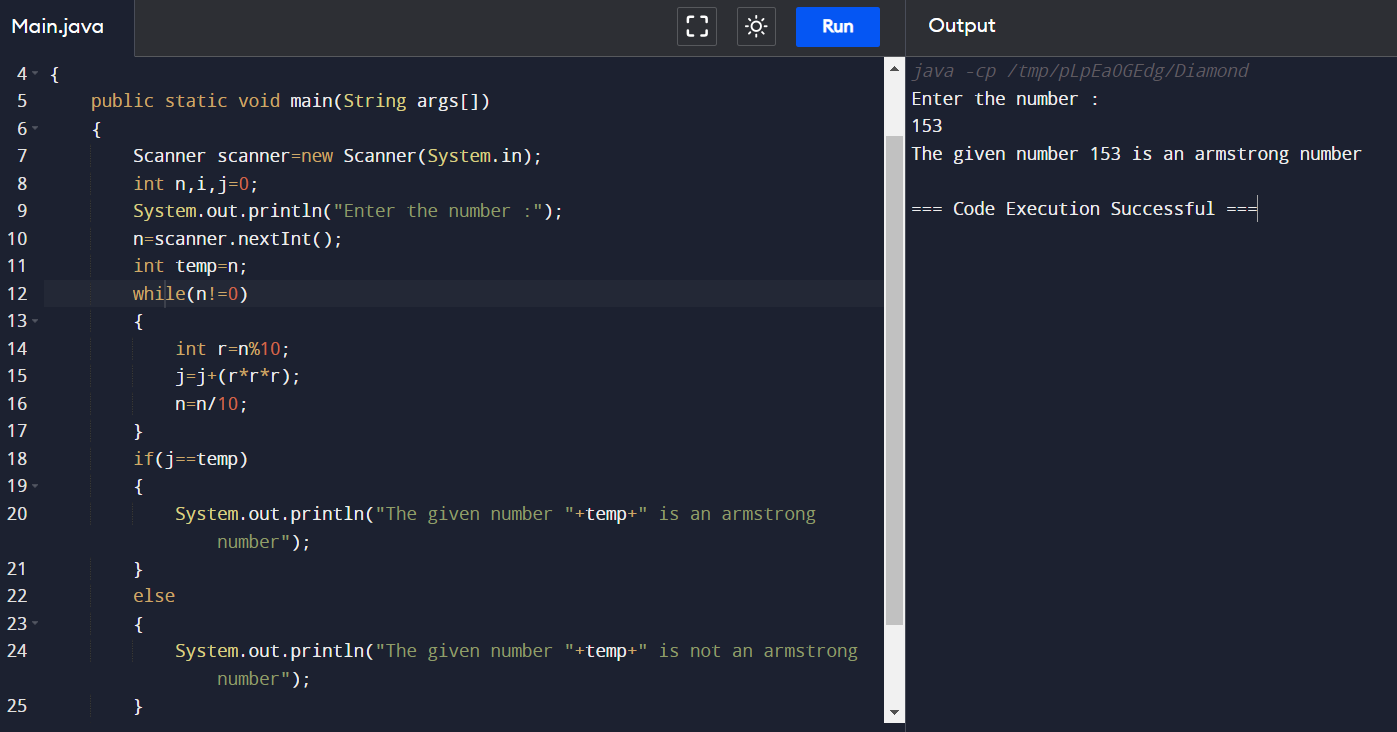 Main.java
Run
Output
4 {
5 public static void main(String args[])
6 {
7 Scanner scanner=new Scanner(System.in);
8 int n,i,j=0;
9 System.out.println("Enter the number :");
10 n=scanner.nextInt();
11 int temp=n;
12 while(n!=0)
13 {
14 int r=n%10;
15 j=j+(r*r*r);
16 n=n/10;
17 }
18 if(j==temp)
19 {
20 System.out.println("The given number "+temp+" is an armstrong
number");
21 }
22 else
23 {
24 System.out.println("The given number "+temp+" is not an armstrong
number");
25 }
java -cp /tmp/pLpEaOGEdg/Diamond
Enter the number :
153
The given number 153 is an armstrong number
=== Code Execution Successful ===